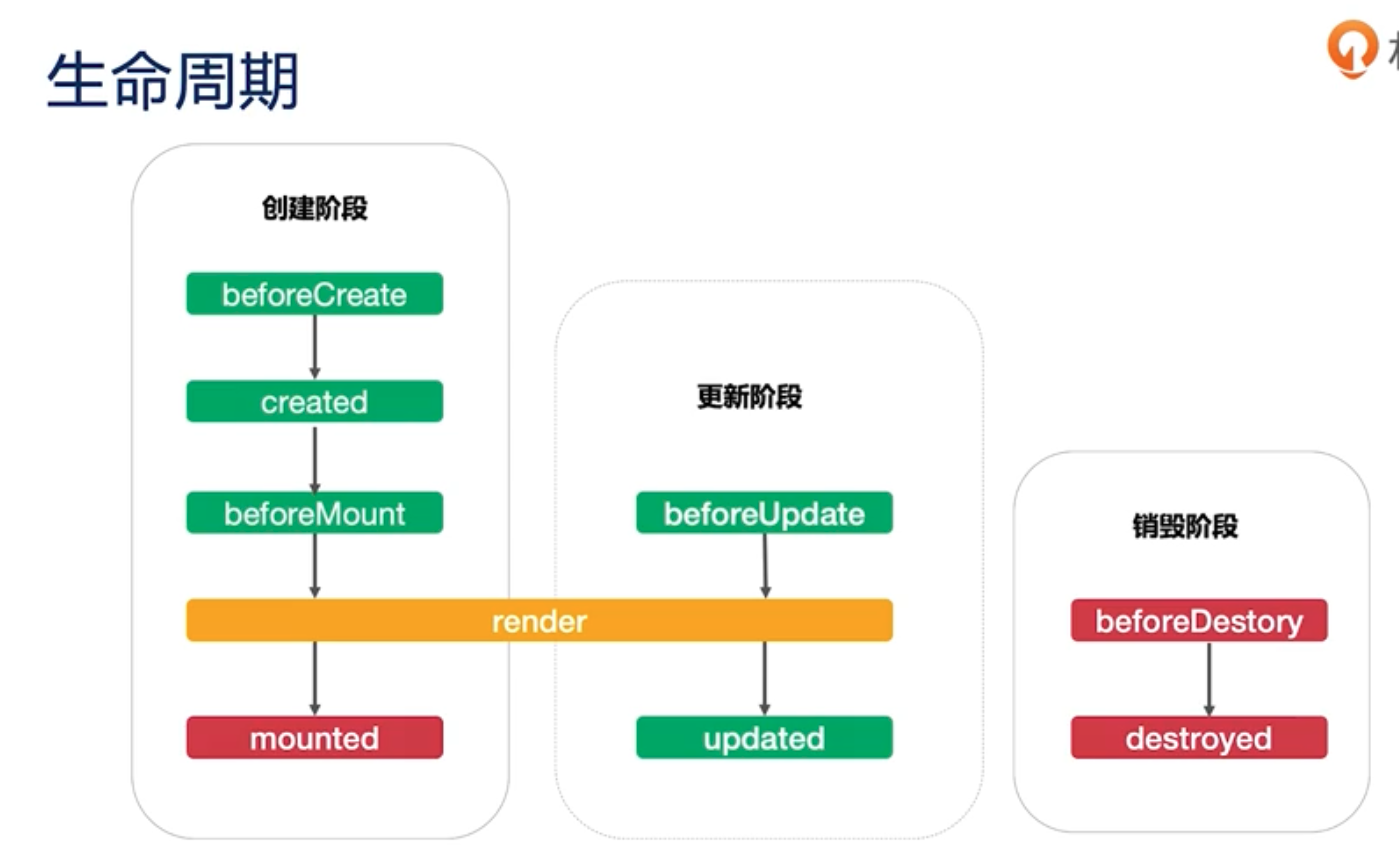 生命周期
创建阶段
beforeCreate
created
beforeMount
render
mounted
更新阶段
beforeUpdate
updated
销毁阶段
beforeDestory
destroyed